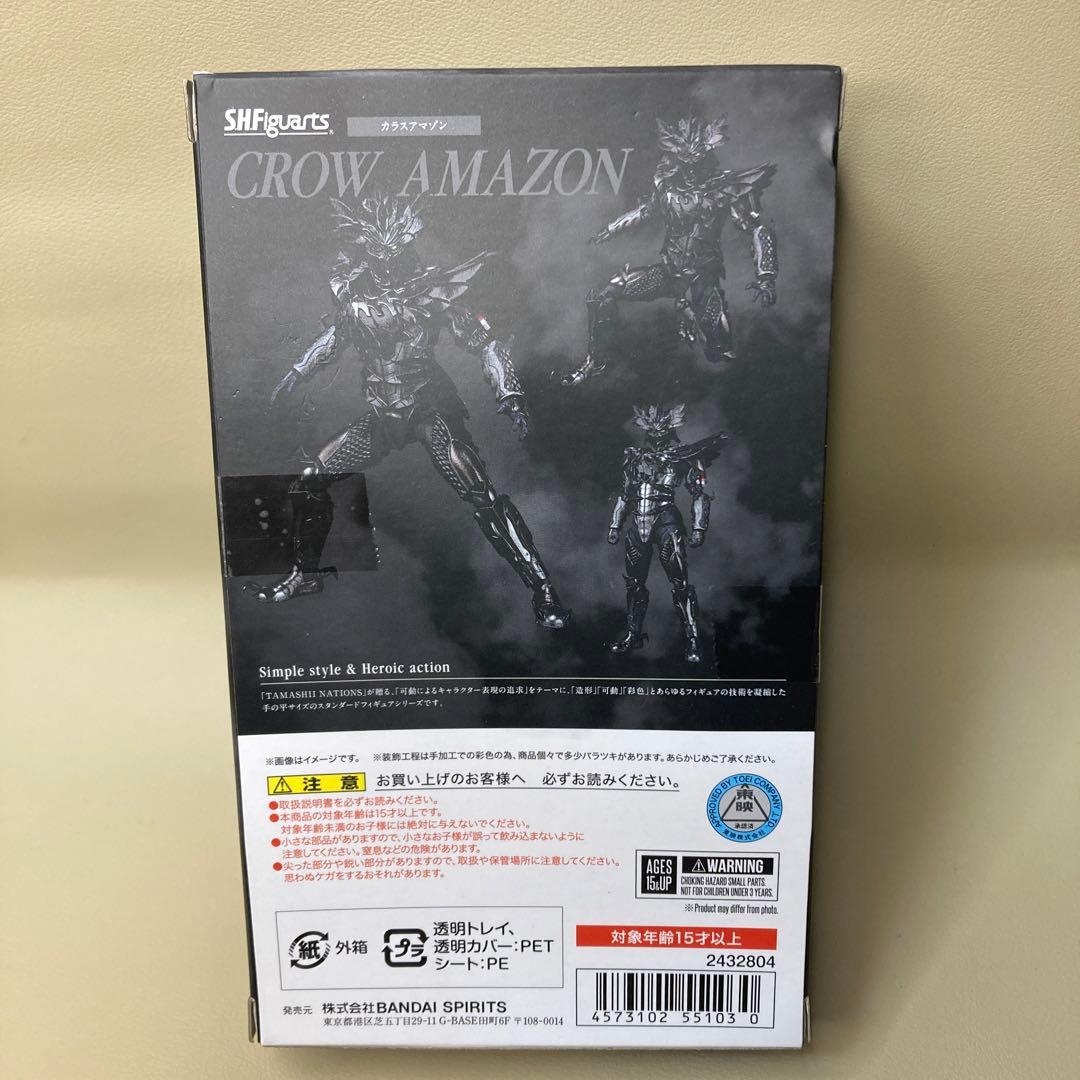 S.H.Figuarts
カラスアマゾン
CROW AMAZON
Simple style & Heroic action
「TAMASHII NATIONS」が贈る、「可動によるキャラクター表現の追求」をテーマに、「造形」「可動」「彩色」とあらゆるフィギュアの技術を凝縮した
手の平サイズのスタンダードフィギュアシリーズです。
※画像はイメージです。 ※装飾工程は手加工での彩色の為、商品個々で多少バラツキがあります。あらかじめご了承ください。
注意 お買い上げのお客様へ 必ずお読みください。
●取扱説明書を必ずお読みください。
●本商品の対象年齢は15才以上です。
対象年齢未満のお子様には絶対に与えないでください。
●小さな部品がありますので、小さなお子様が誤って飲み込まないように
注意してください。窒息などの危険があります。
●尖った部分や鋭い部分がありますので、取扱や保管場所に注意してください。
思わぬケガをするおそれがあります。
APPROVED BY TOEI COMPANY, LTD.
東映
承認済
東映株式会社
AGES
15&UP
WARNING
CHOKING HAZARD SMALL PARTS.
NOT FOR CHILDREN UNDER 3 YEARS.
※Product may differ from photo.
紙 外箱
プラ
透明トレイ、
透明カバー:PET
シート:PE
対象年齢15才以上
2432804
4573102 55103 0
発売元 株式会社BANDAI SPIRITS
東京都港区芝五丁目29-11 G-BASE田町6F 〒108-0014